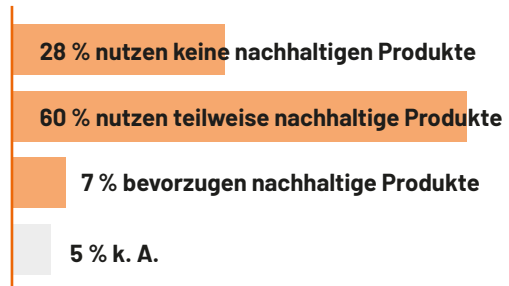 28 % nutzen keine nachhaltigen Produkte
60 % nutzen teilweise nachhaltige Produkte
7 % bevorzugen nachhaltige Produkte
5 % k. A.